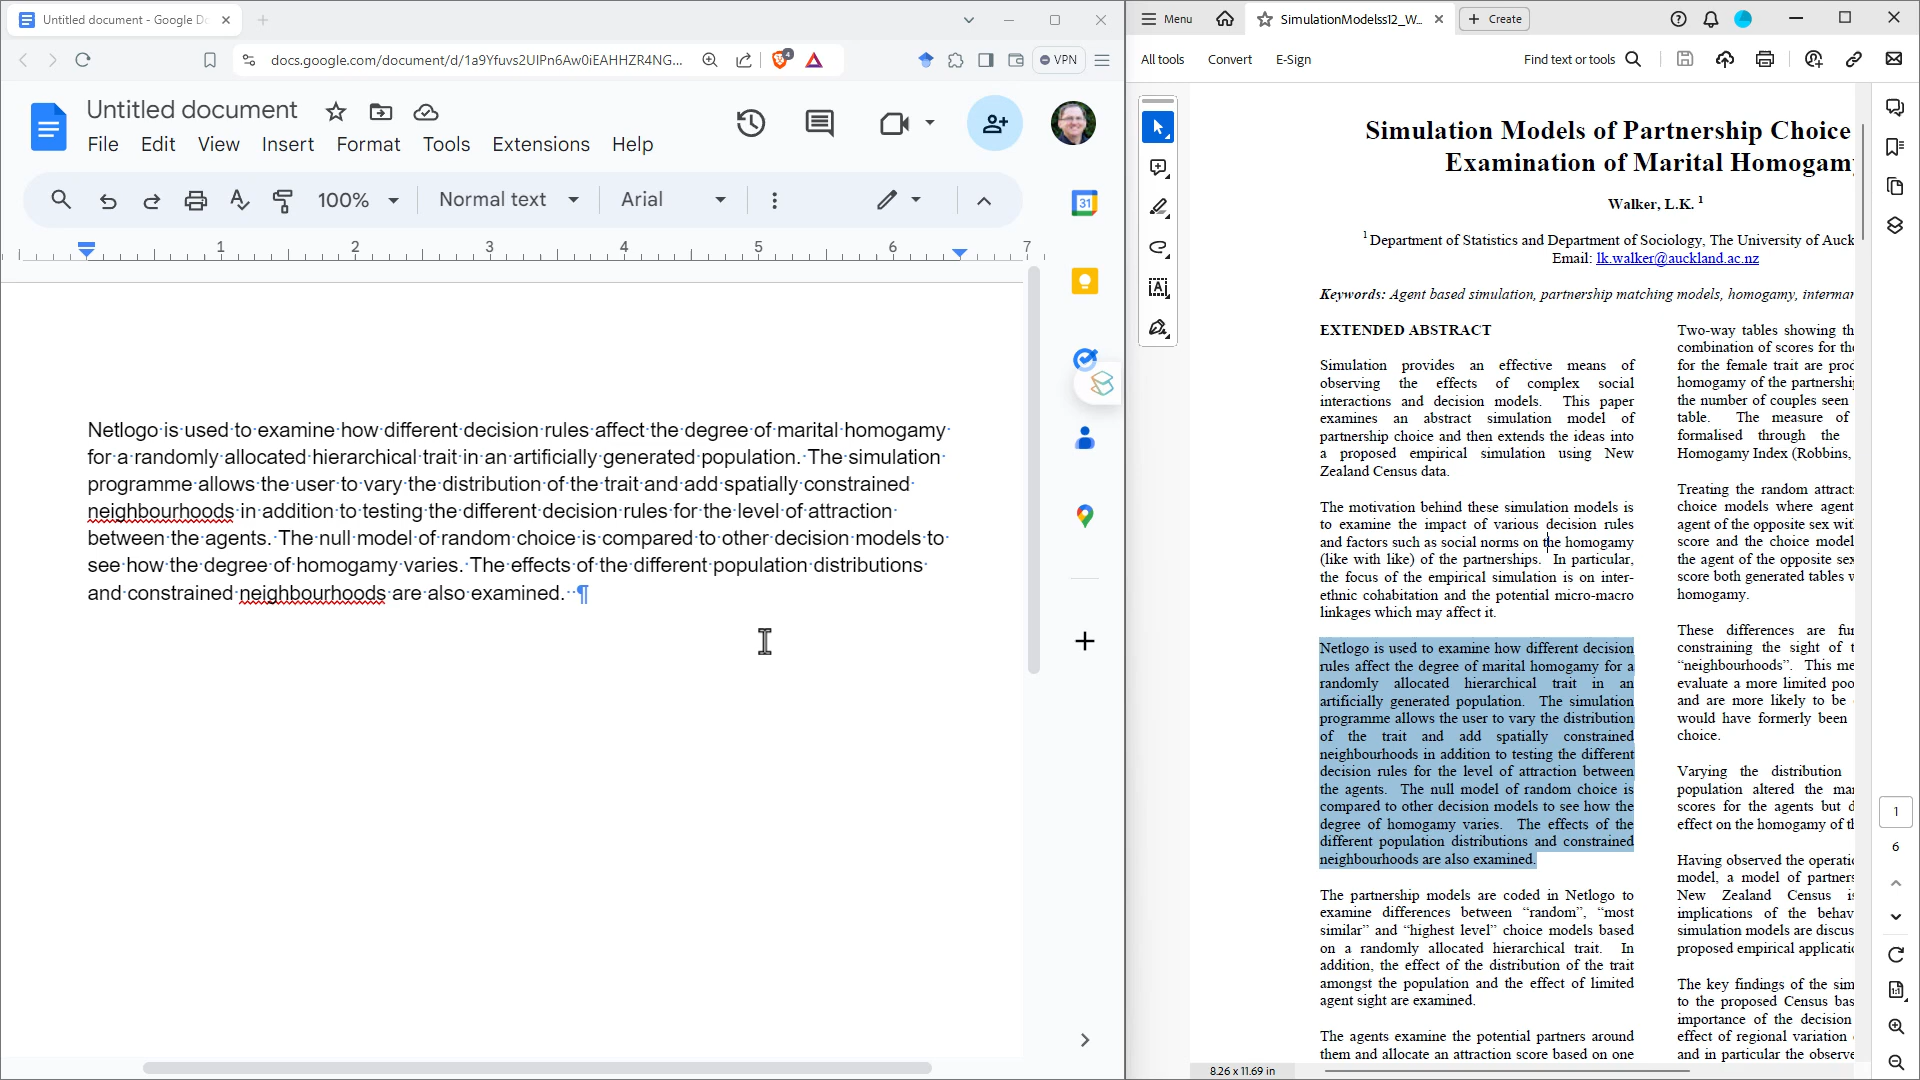 Untitled document - Google Do
docs.google.com/document/d/1a9Yfuvs2UIPn6Aw0iEAHHZR4NG...
4
VPN
Untitled document
File Edit View Insert Format Tools Extensions Help
100% Normal text Arial
31
1 2 3 4 5 6 7
Netlogo is used to examine how different decision rules affect the degree of marital homogamy
for a randomly allocated hierarchical trait in an artificially generated population. The simulation
programme allows the user to vary the distribution of the trait and add spatially constrained
neighbourhoods in addition to testing the different decision rules for the level of attraction
between the agents. The null model of random choice is compared to other decision models to
see how the degree of homogamy varies. The effects of the different population distributions
and constrained neighbourhoods are also examined. ¶
Menu SimulationModelss12_W... Create
All tools Convert E-Sign Find text or tools
Simulation Models of Partnership Choice
Examination of Marital Homogamy
Walker, L.K. 1
1 Department of Statistics and Department of Sociology, The University of Auck
Email: lk.walker@auckland.ac.nz
Keywords: Agent based simulation, partnership matching models, homogamy, intermar
EXTENDED ABSTRACT
Simulation provides an effective means of
observing the effects of complex social
interactions and decision models. This paper
examines an abstract simulation model of
partnership choice and then extends the ideas into
a proposed empirical simulation using New
Zealand Census data.
The motivation behind these simulation models is
to examine the impact of various decision rules
and factors such as social norms on the homogamy
(like with like) of the partnerships. In particular,
the focus of the empirical simulation is on inter-
ethnic cohabitation and the potential micro-macro
linkages which may affect it.
Netlogo is used to examine how different decision
rules affect the degree of marital homogamy for a
randomly allocated hierarchical trait in an
artificially generated population. The simulation
programme allows the user to vary the distribution
of the trait and add spatially constrained
neighbourhoods in addition to testing the different
decision rules for the level of attraction between
the agents. The null model of random choice is
compared to other decision models to see how the
degree of homogamy varies. The effects of the
different population distributions and constrained
neighbourhoods are also examined.
The partnership models are coded in Netlogo to
examine differences between “random”, “most
similar” and “highest level” choice models based
on a randomly allocated hierarchical trait. In
addition, the effect of the distribution of the trait
amongst the population and the effect of limited
agent sight are examined.
The agents examine the potential partners around
them and allocate an attraction score based on one
Two-way tables showing th
combination of scores for the
for the female trait are prod
homogamy of the partnershi
the number of couples seen
table. The measure of
formalised through the
Homogamy Index (Robbins,
Treating the random attract
choice models where agent
agent of the opposite sex wit
score and the choice model
the agent of the opposite sex
score both generated tables w
homogamy.
These differences are fur
constraining the sight of t
“neighbourhoods”. This me
evaluate a more limited poo
and are more likely to be
would have formerly been
choice.
Varying the distribution
population altered the ma
scores for the agents but d
effect on the homogamy of th
Having observed the operatio
model, a model of partners
New Zealand Census is
implications of the behav
simulation models are discus
proposed empirical applicatio
The key findings of the sim
to the proposed Census bas
importance of the decision
effect of regional variation
and in particular the observe
1
6
8.26 x 11.69 in